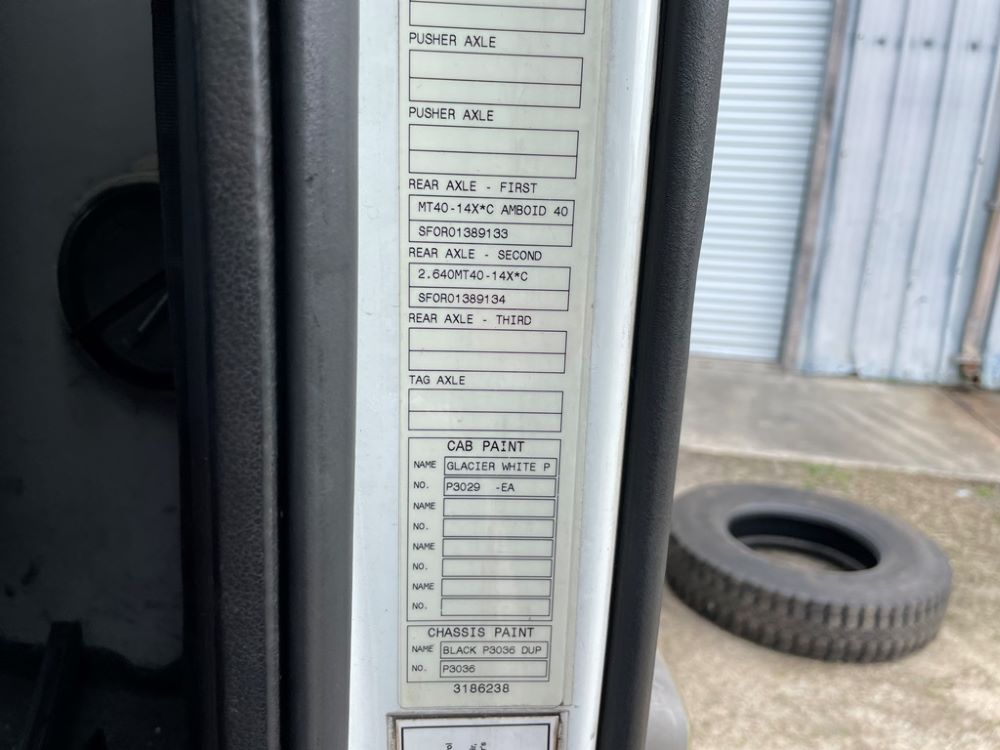 PUSHER AXLE
PUSHER AXLE
REAR AXLE - FIRST
MT40-14X*C AMBOID 40
SFOR01389133
REAR AXLE - SECOND
2.640MT40-14X*C
SFOR01389134
REAR AXLE - THIRD
TAG AXLE
CAB PAINT
NAME GLACIER WHITE P
NO. P3029 -EA
NAME
NO.
NAME
NO.
NAME
NO.
CHASSIS PAINT
NAME BLACK P3036 DUP
NO. P3036
3186238